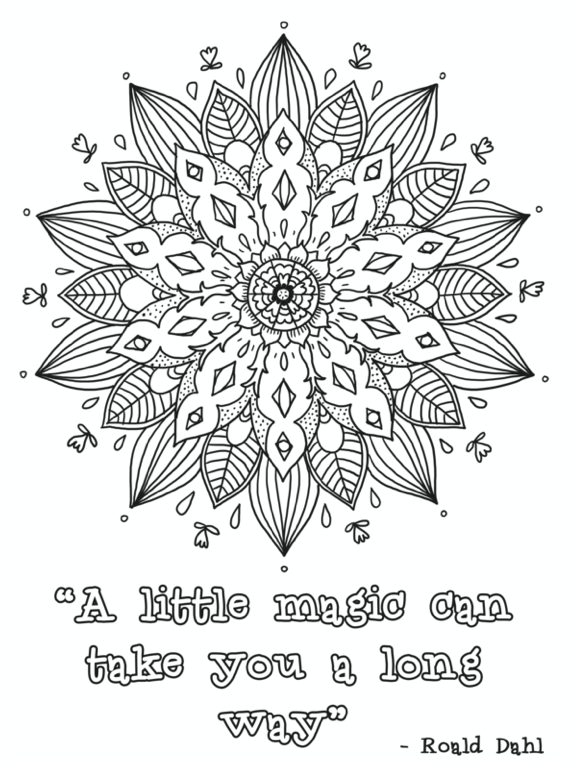 “A little magic can
take you a long
way”
- Roald Dahl